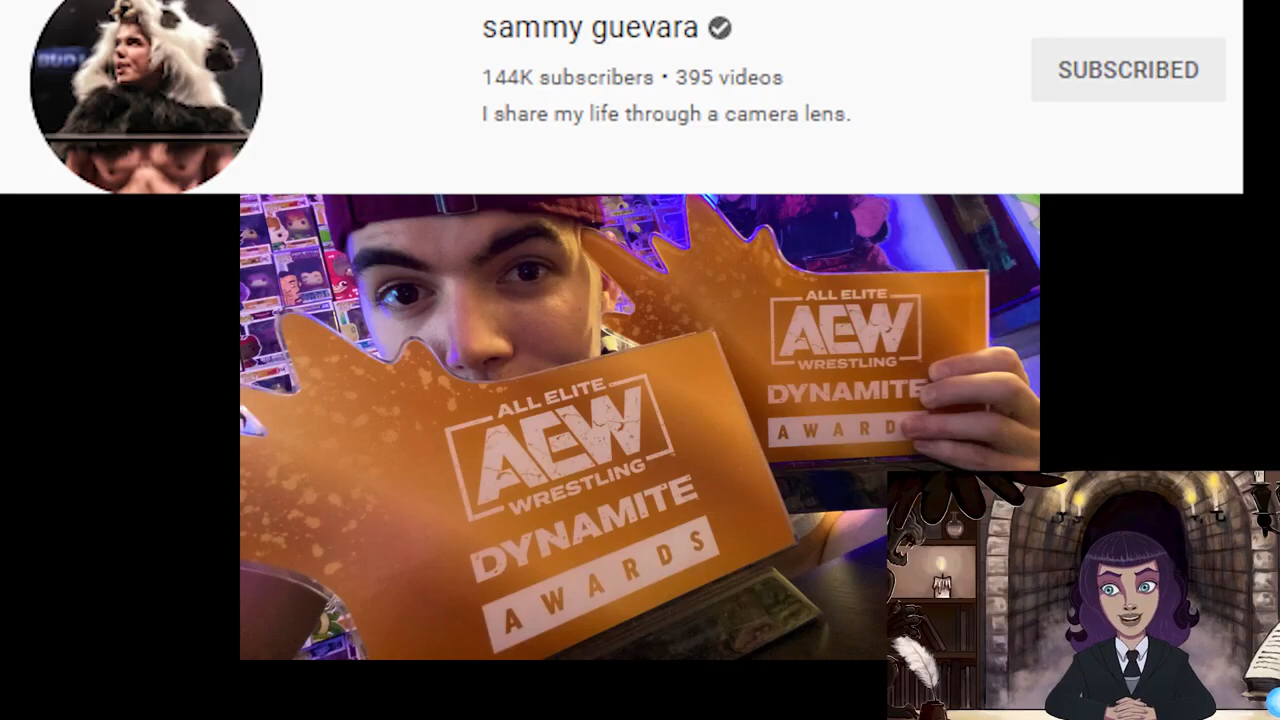 sammy guevara
144K subscribers • 395 videos
I share my life through a camera lens.
SUBSCRIBED
ALL ELITE
AEW
WRESTLING
DYNAMITE
AWARDS
ALL ELITE
AEW
WRESTLING
DYNAMITE
AWARD